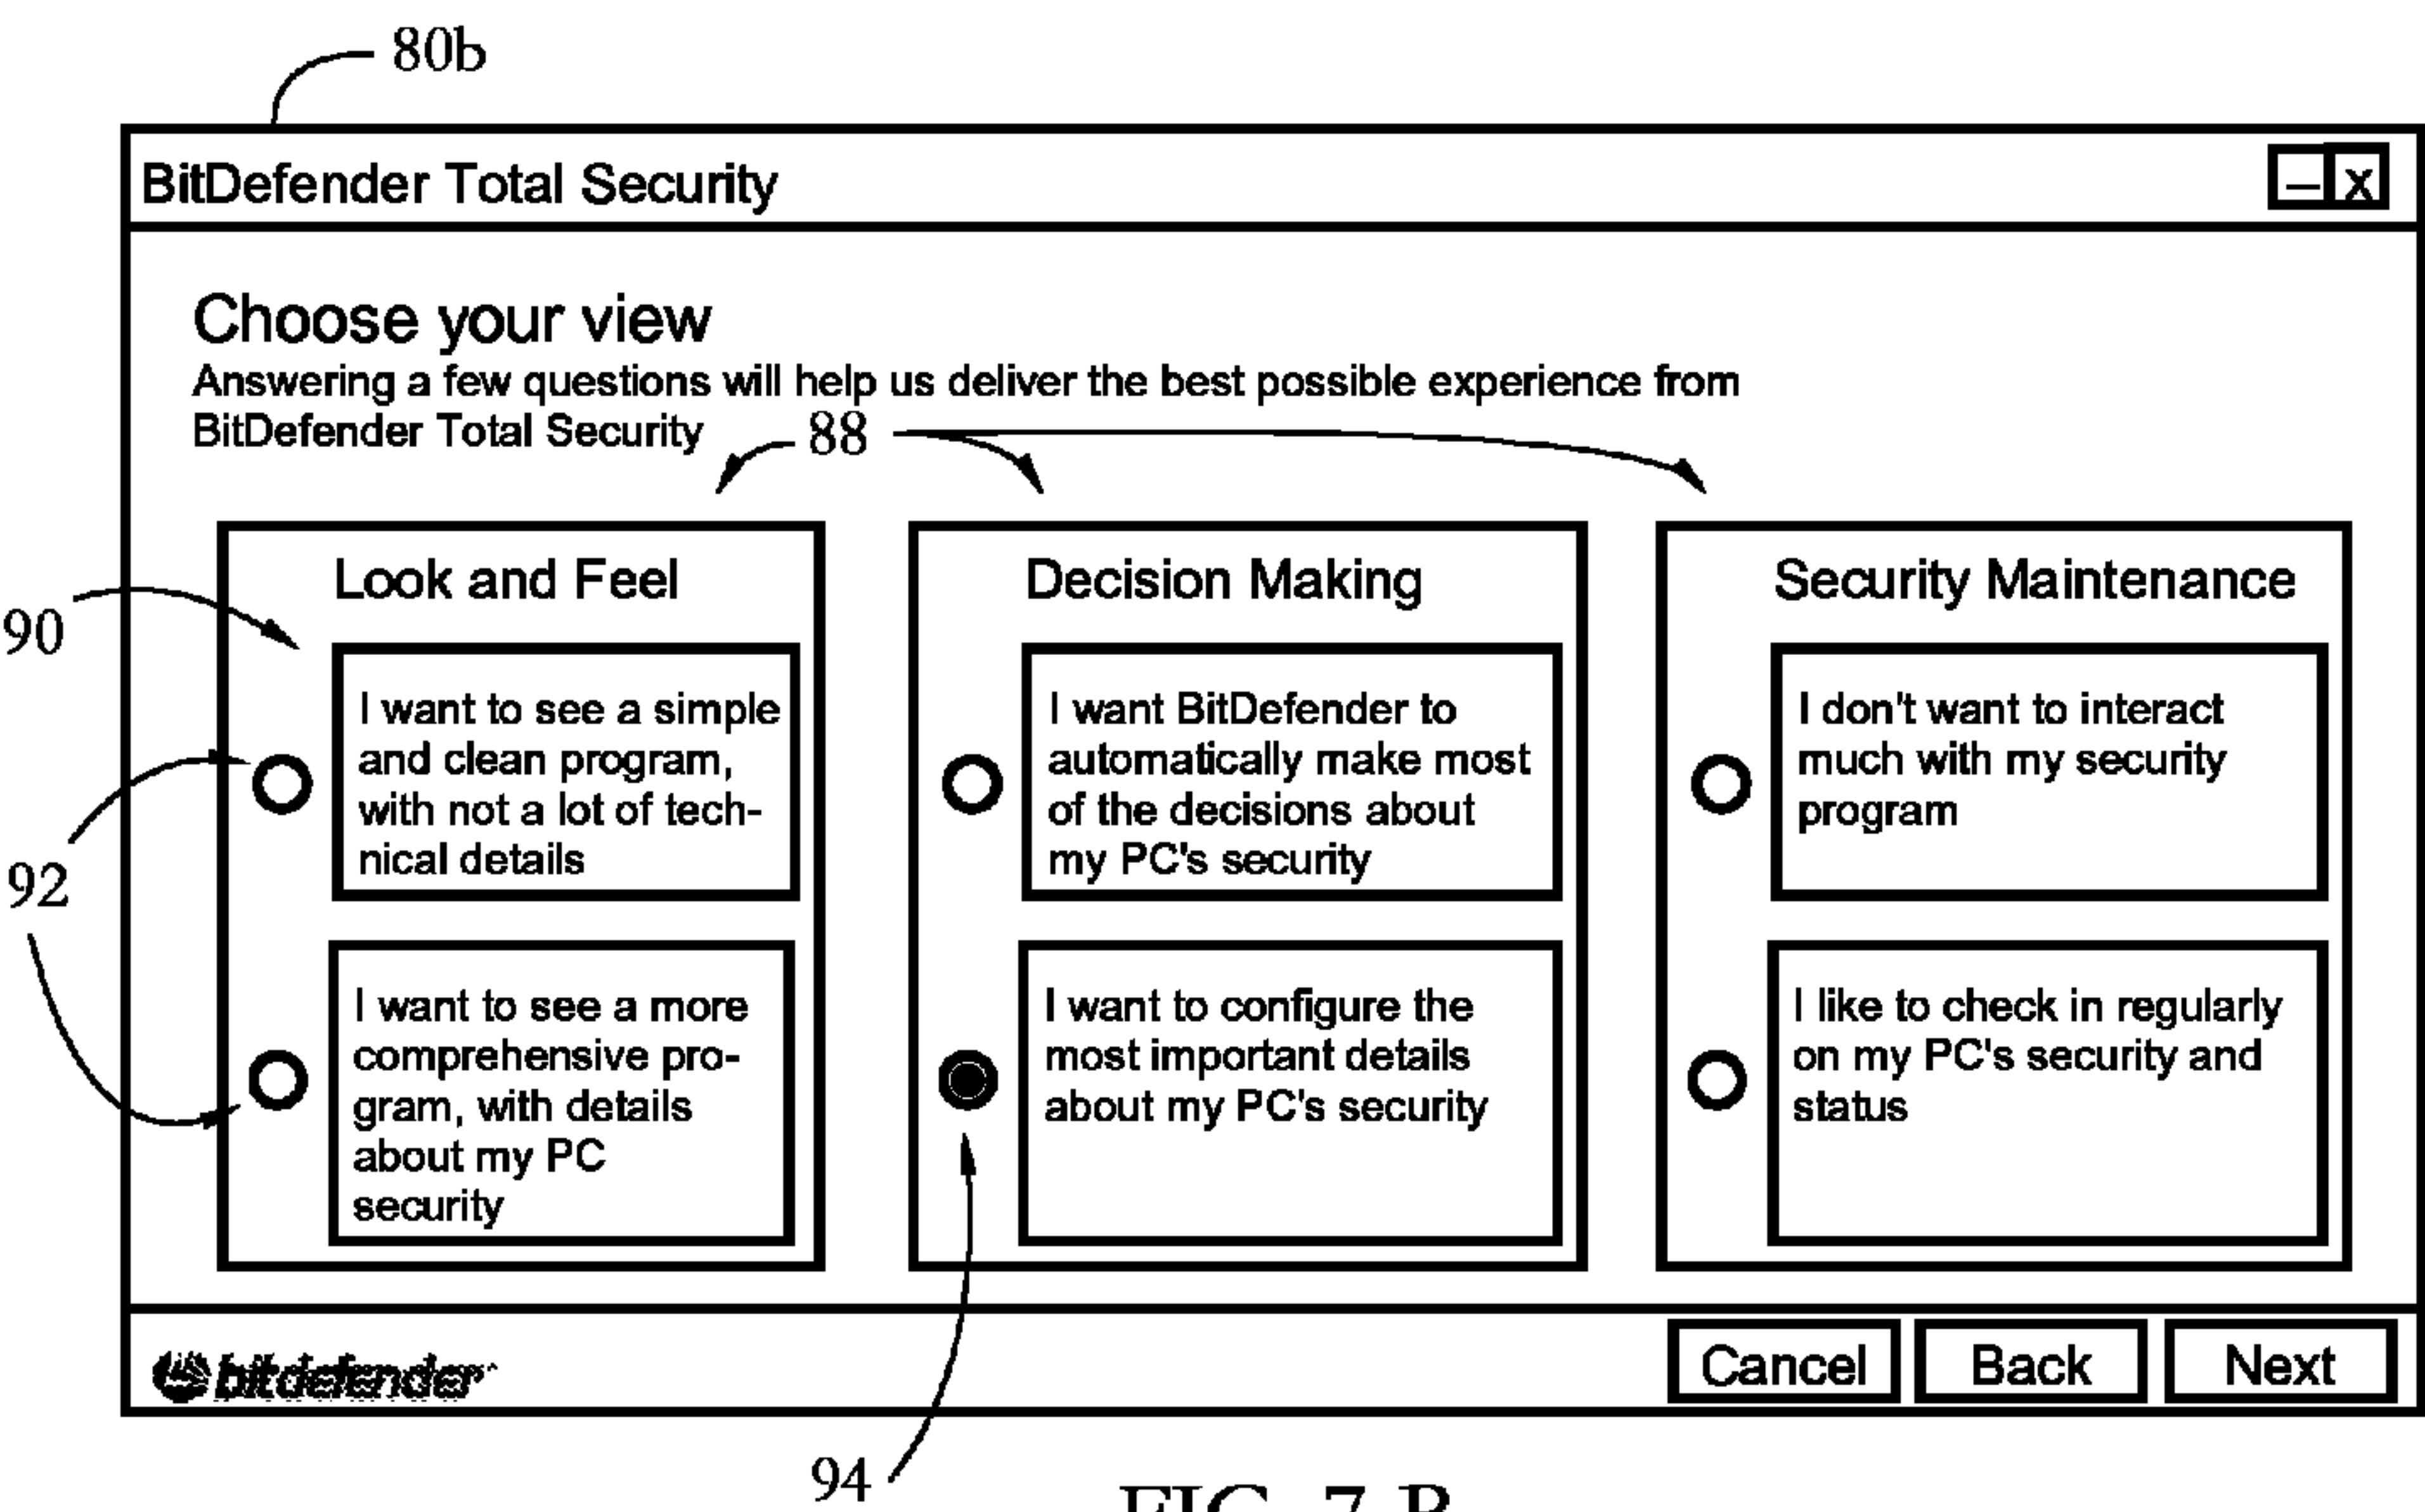 80b
BitDefender Total Security
– x
Choose your view
Answering a few questions will help us deliver the best possible experience from
BitDefender Total Security
88
Look and Feel
90
I want to see a simple
and clean program,
with not a lot of tech-
nical details
92
I want to see a more
comprehensive pro-
gram, with details
about my PC
security
Decision Making
I want BitDefender to
automatically make most
of the decisions about
my PC's security
I want to configure the
most important details
about my PC's security
Security Maintenance
I don't want to interact
much with my security
program
I like to check in regularly
on my PC's security and
status
bitdefender
Cancel
Back
Next
94
FIG. 7-B